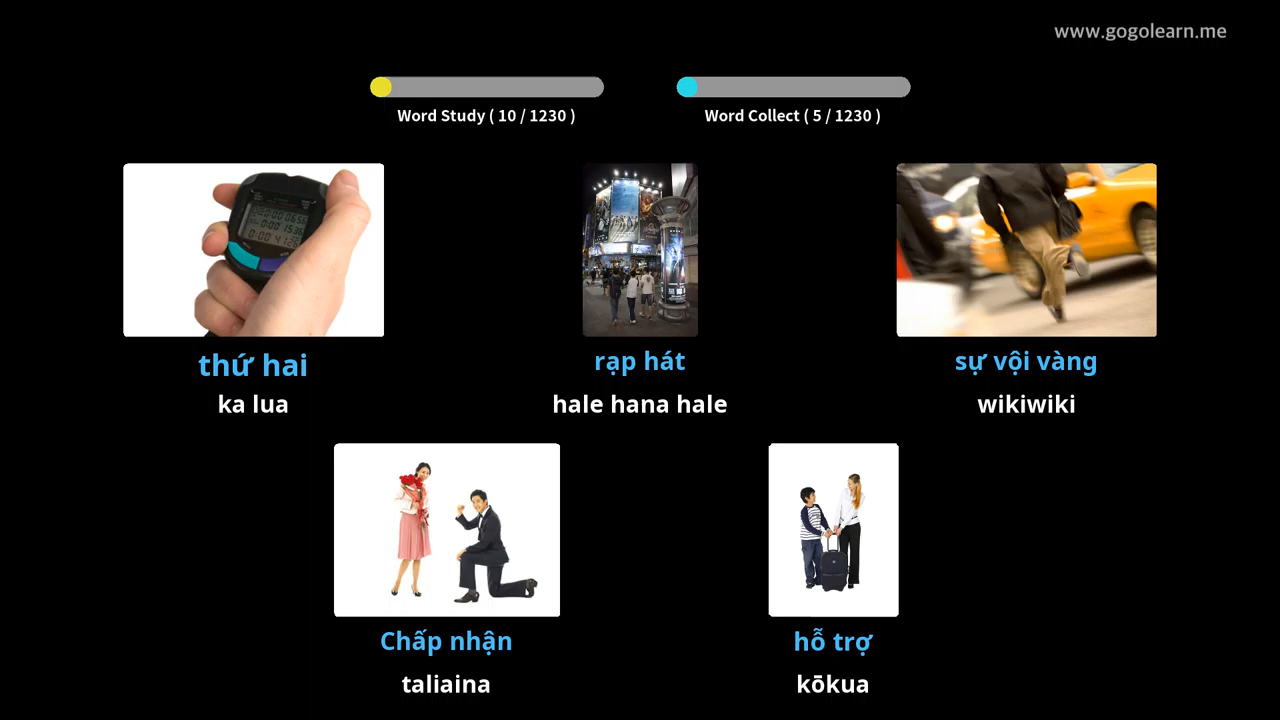 www.gogolearn.me
Word Study ( 10 / 1230 )
Word Collect ( 5 / 1230 )
thứ hai
ka lua
rạp hát
hale hana hale
sự vội vàng
wikiwiki
Chấp nhận
taliaina
hỗ trợ
kōkua